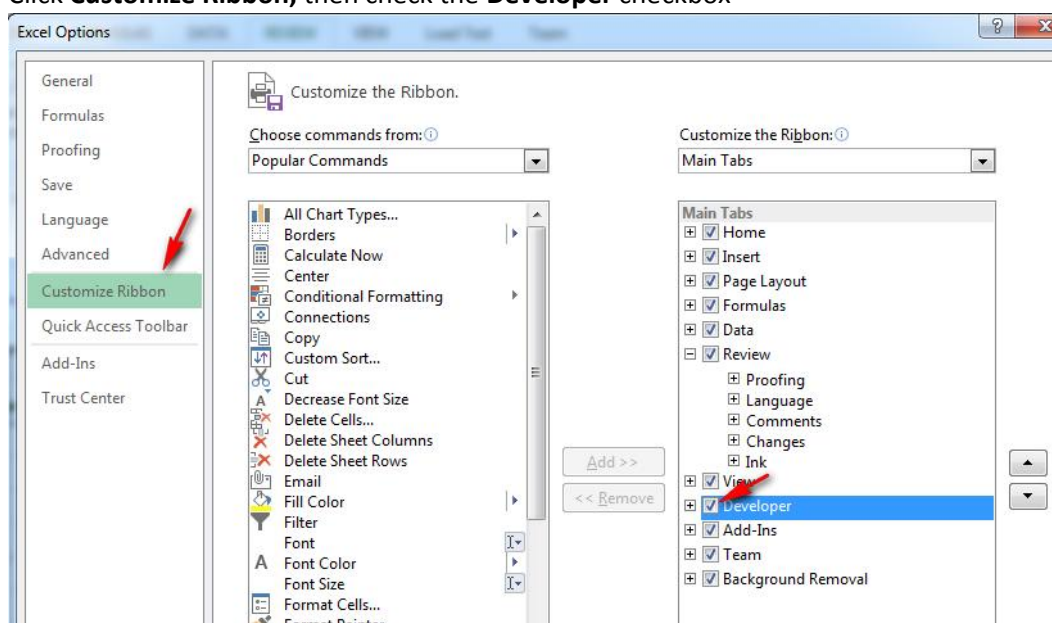 Click Customize Ribbon, then check the Developer checkbox
Excel Options
General
Formulas
Proofing
Save
Language
Advanced
Customize Ribbon
Quick Access Toolbar
Add-Ins
Trust Center
Customize the Ribbon.
Choose commands from:
Popular Commands
All Chart Types...
Borders
Calculate Now
Center
Conditional Formatting
Connections
Copy
Custom Sort...
Cut
Decrease Font Size
Delete Cells...
Delete Sheet Columns
Delete Sheet Rows
Email
Fill Color
Filter
Font
Font Color
Font Size
Format Cells...
Format Painter
Add >>
<< Remove
Customize the Ribbon:
Main Tabs
Main Tabs
Home
Insert
Page Layout
Formulas
Data
Review
Proofing
Language
Comments
Changes
Ink
View
Developer
Add-Ins
Team
Background Removal